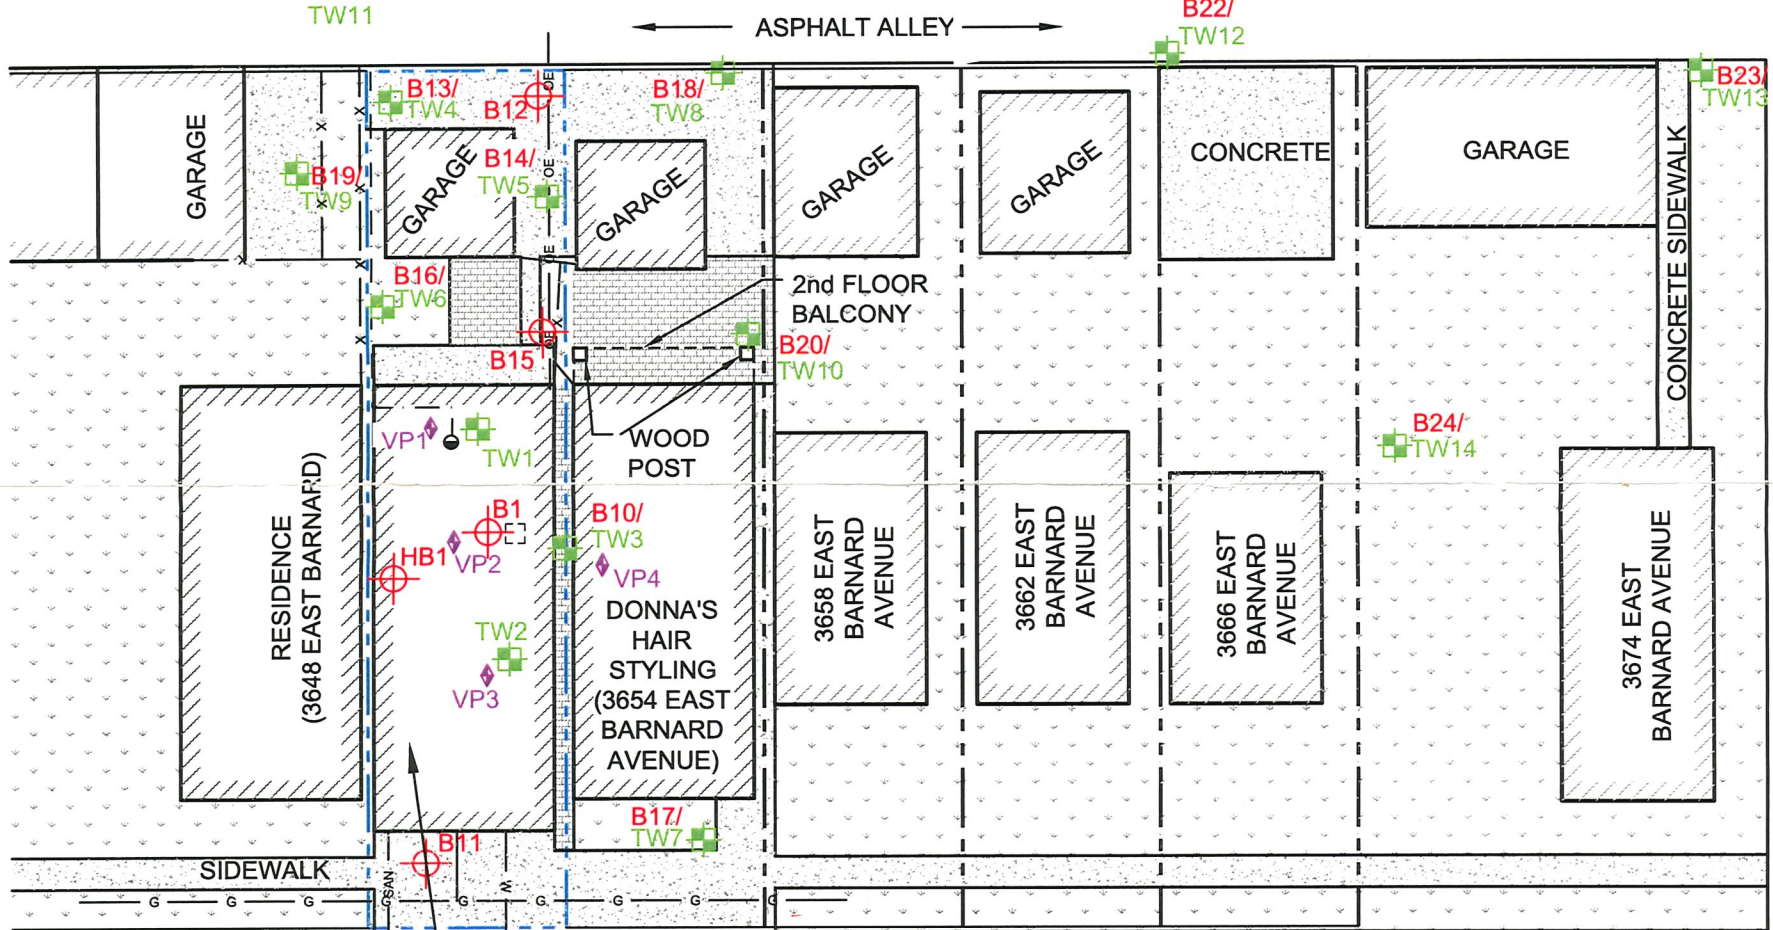 TW11
ASPHALT ALLEY
B22/
TW12
B13/
TW4
B12
OE
B18/
TW8
B23/
TW13
GARAGE
B19/
TW9
X
X
X
X
X
X
X
GARAGE
B14/
TW5
OE
OE
GARAGE
GARAGE
GARAGE
CONCRETE
GARAGE
CONCRETE SIDEWALK
B16/
TW6
B15
OE
X
2nd FLOOR
BALCONY
B20/
TW10
VP1
TW1
WOOD
POST
B24/
TW14
RESIDENCE
(3648 EAST BARNARD)
B1
HB1
VP2
B10/
TW3
VP4
TW2
VP3
DONNA'S
HAIR
STYLING
(3654 EAST
BARNARD
AVENUE)
3658 EAST
BARNARD
AVENUE
3662 EAST
BARNARD
AVENUE
3666 EAST
BARNARD
AVENUE
3674 EAST
BARNARD AVENUE
B17/
TW7
B11
SIDEWALK
SAN
W
G G G G G G G G G